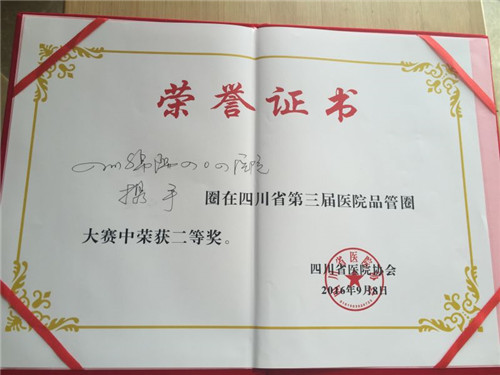 荣誉证书
四川绵阳四〇四医院
携手 圈在四川省第三届医院品管圈
大赛中荣获二等奖。
四川省医院协会
2016年9月8日